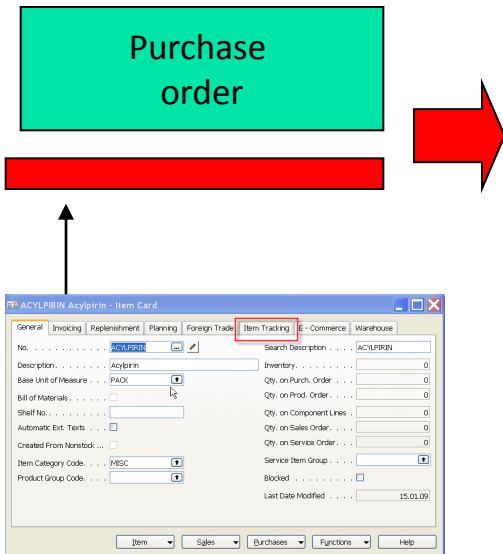 Purchase
order
ACYLPIRIN Acylpirin - Item Card
General Invoicing Replenishment Planning Foreign Trade Item Tracking E - Commerce Warehouse
No. . . . . . . . . . . . . ACYLPIRIN ...
Description . . . . . . . . Acylpirin
Base Unit of Measure . . . PACK
Bill of Materials . . . . . .
Shelf No. . . . . . . . . . .
Automatic Ext. Texts . . .
Created From Nonstock ...
Item Category Code. . . . MISC
Product Group Code. . . .
Search Description . . . . ACYLPIRIN
Inventory. . . . . . . . . . 0
Qty. on Purch. Order . . . 0
Qty. on Prod. Order. . . . 0
Qty. on Component Lines . 0
Qty. on Sales Order. . . . 0
Qty. on Service Order. . . 0
Service Item Group . . . .
Blocked . . . . . . . . .
Last Date Modified . . . . 15.01.09
Item Sales Purchases Functions Help